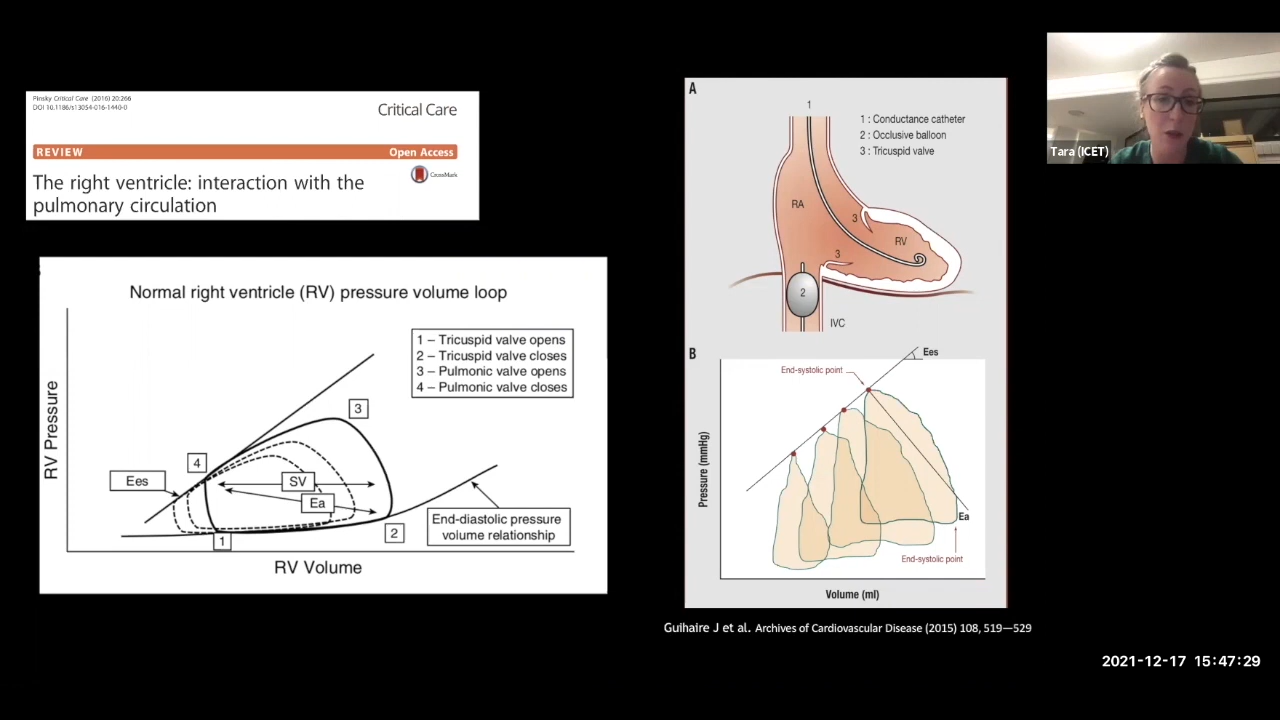 Pinsky Critical Care (2016) 20:266
DOI 10.1186/s13054-016-1440-0
Critical Care
REVIEW
Open Access
The right ventricle: interaction with the
pulmonary circulation
CrossMark
Normal right ventricle (RV) pressure volume loop
1 – Tricuspid valve opens
2 – Tricuspid valve closes
3 – Pulmonic valve opens
4 – Pulmonic valve closes
RV Pressure
3
4
Ees
SV
Ea
End-diastolic pressure
volume relationship
2
1
RV Volume
A
1
1 : Conductance catheter
2 : Occlusive balloon
3 : Tricuspid valve
RA
3
RV
3
2
IVC
B
Ees
End-systolic point
Pressure (mmHg)
Ea
End-systolic point
Volume (ml)
Guihaire J et al. Archives of Cardiovascular Disease (2015) 108, 519—529
Tara (ICET)
2021-12-17 15:47:29